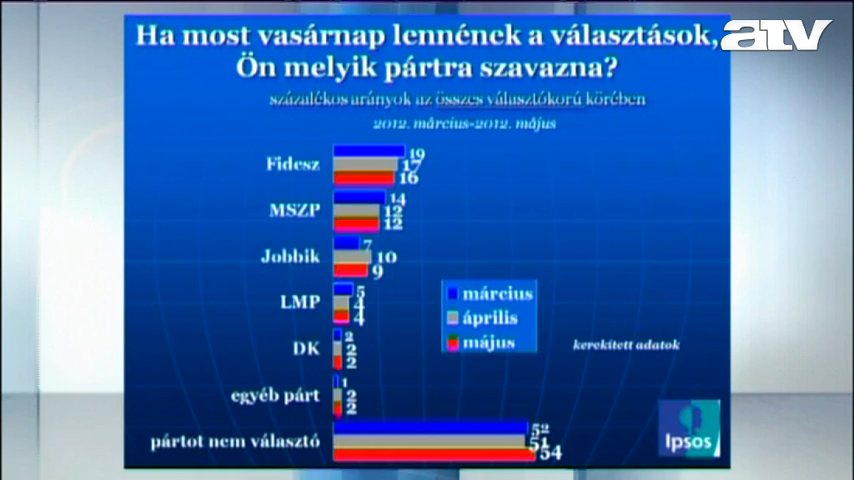 Ha most vasárnap lennének a választások,
atv
Ön melyik pártra szavazna?
százalékos arányok az összes választókorú körében
2012. március-2012. május
Fidesz
19
17
16
MSZP
14
12
12
Jobbik
7
10
9
LMP
5
4
4
DK
2
2
2
egyéb párt
1
2
2
pártot nem választó
52
51
54
március
április
május
kerekített adatok
Ipsos